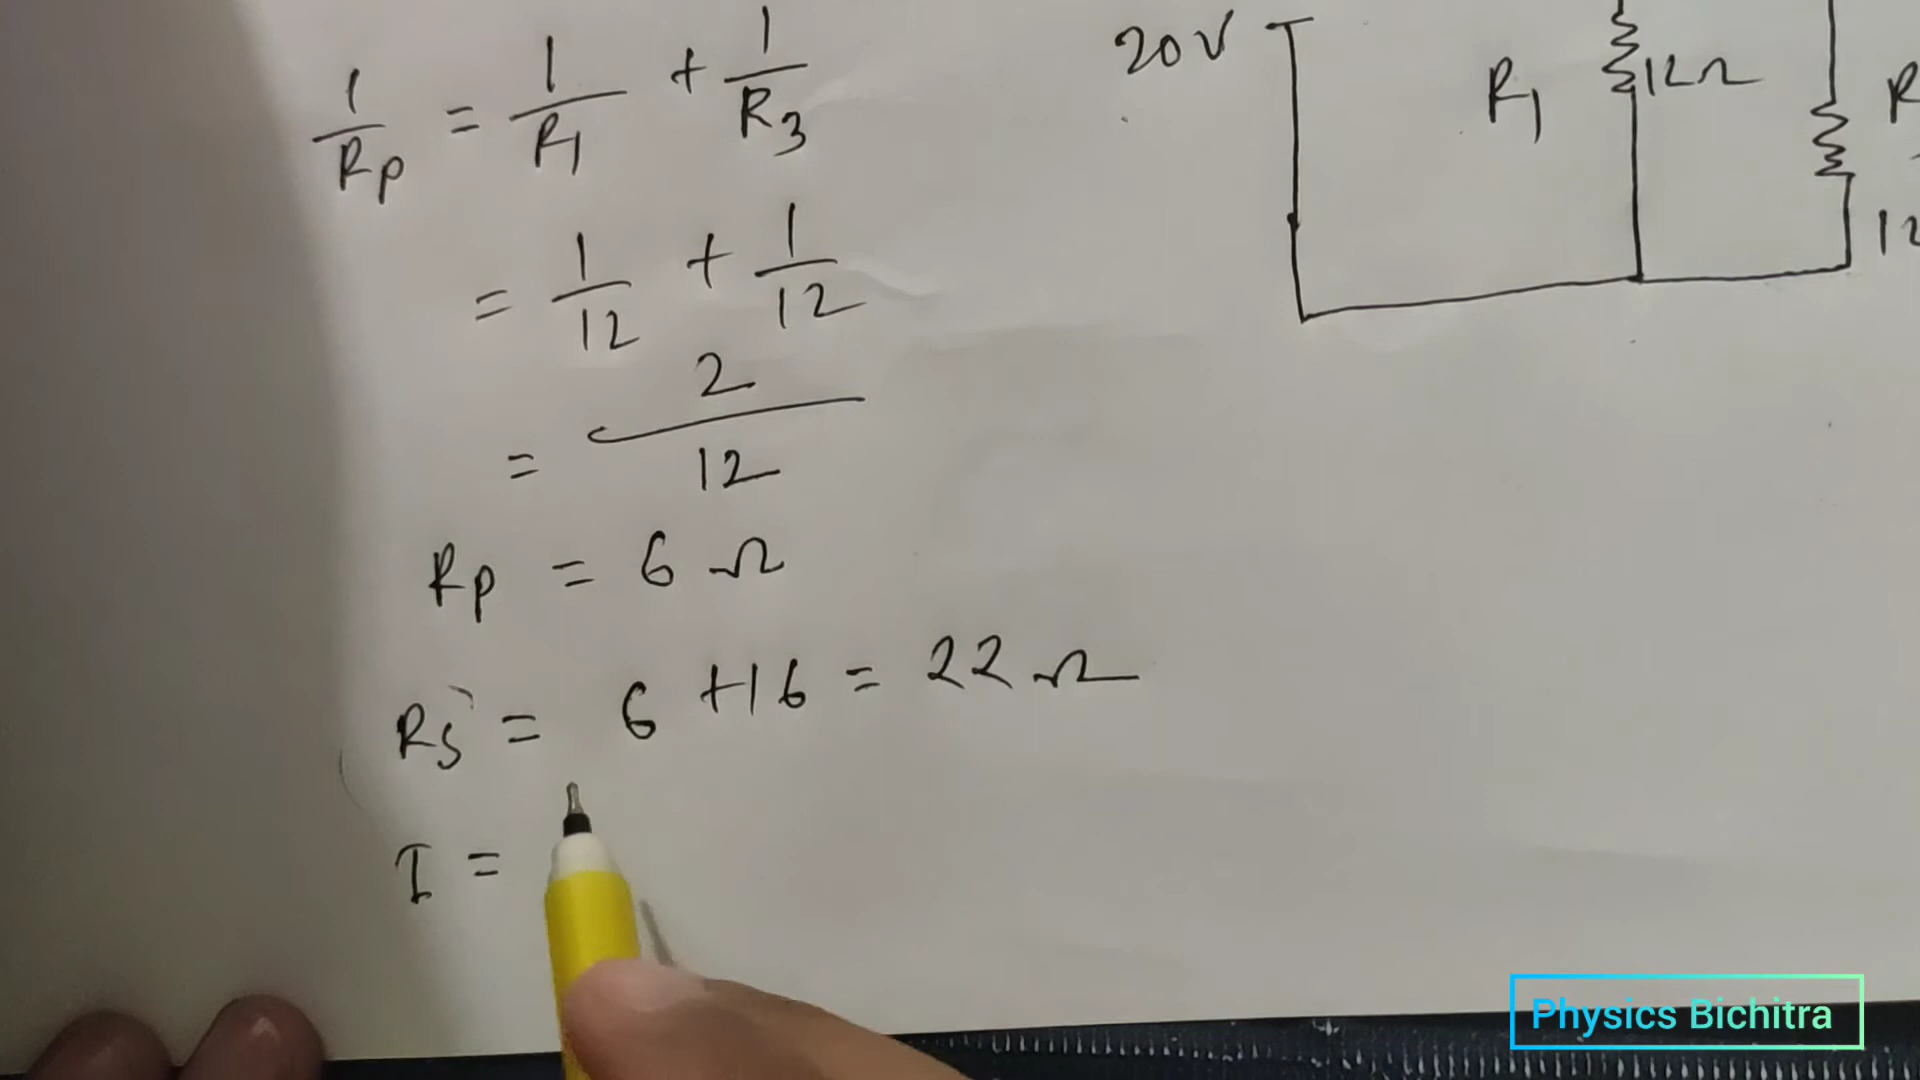 1/Rp = 1/R1 + 1/R3
= 1/12 + 1/12
= 2/12
Rp = 6 Ω
Rs = 6 + 16 = 22 Ω
I =
20V
R1
12Ω
R
12
Physics Bichitra